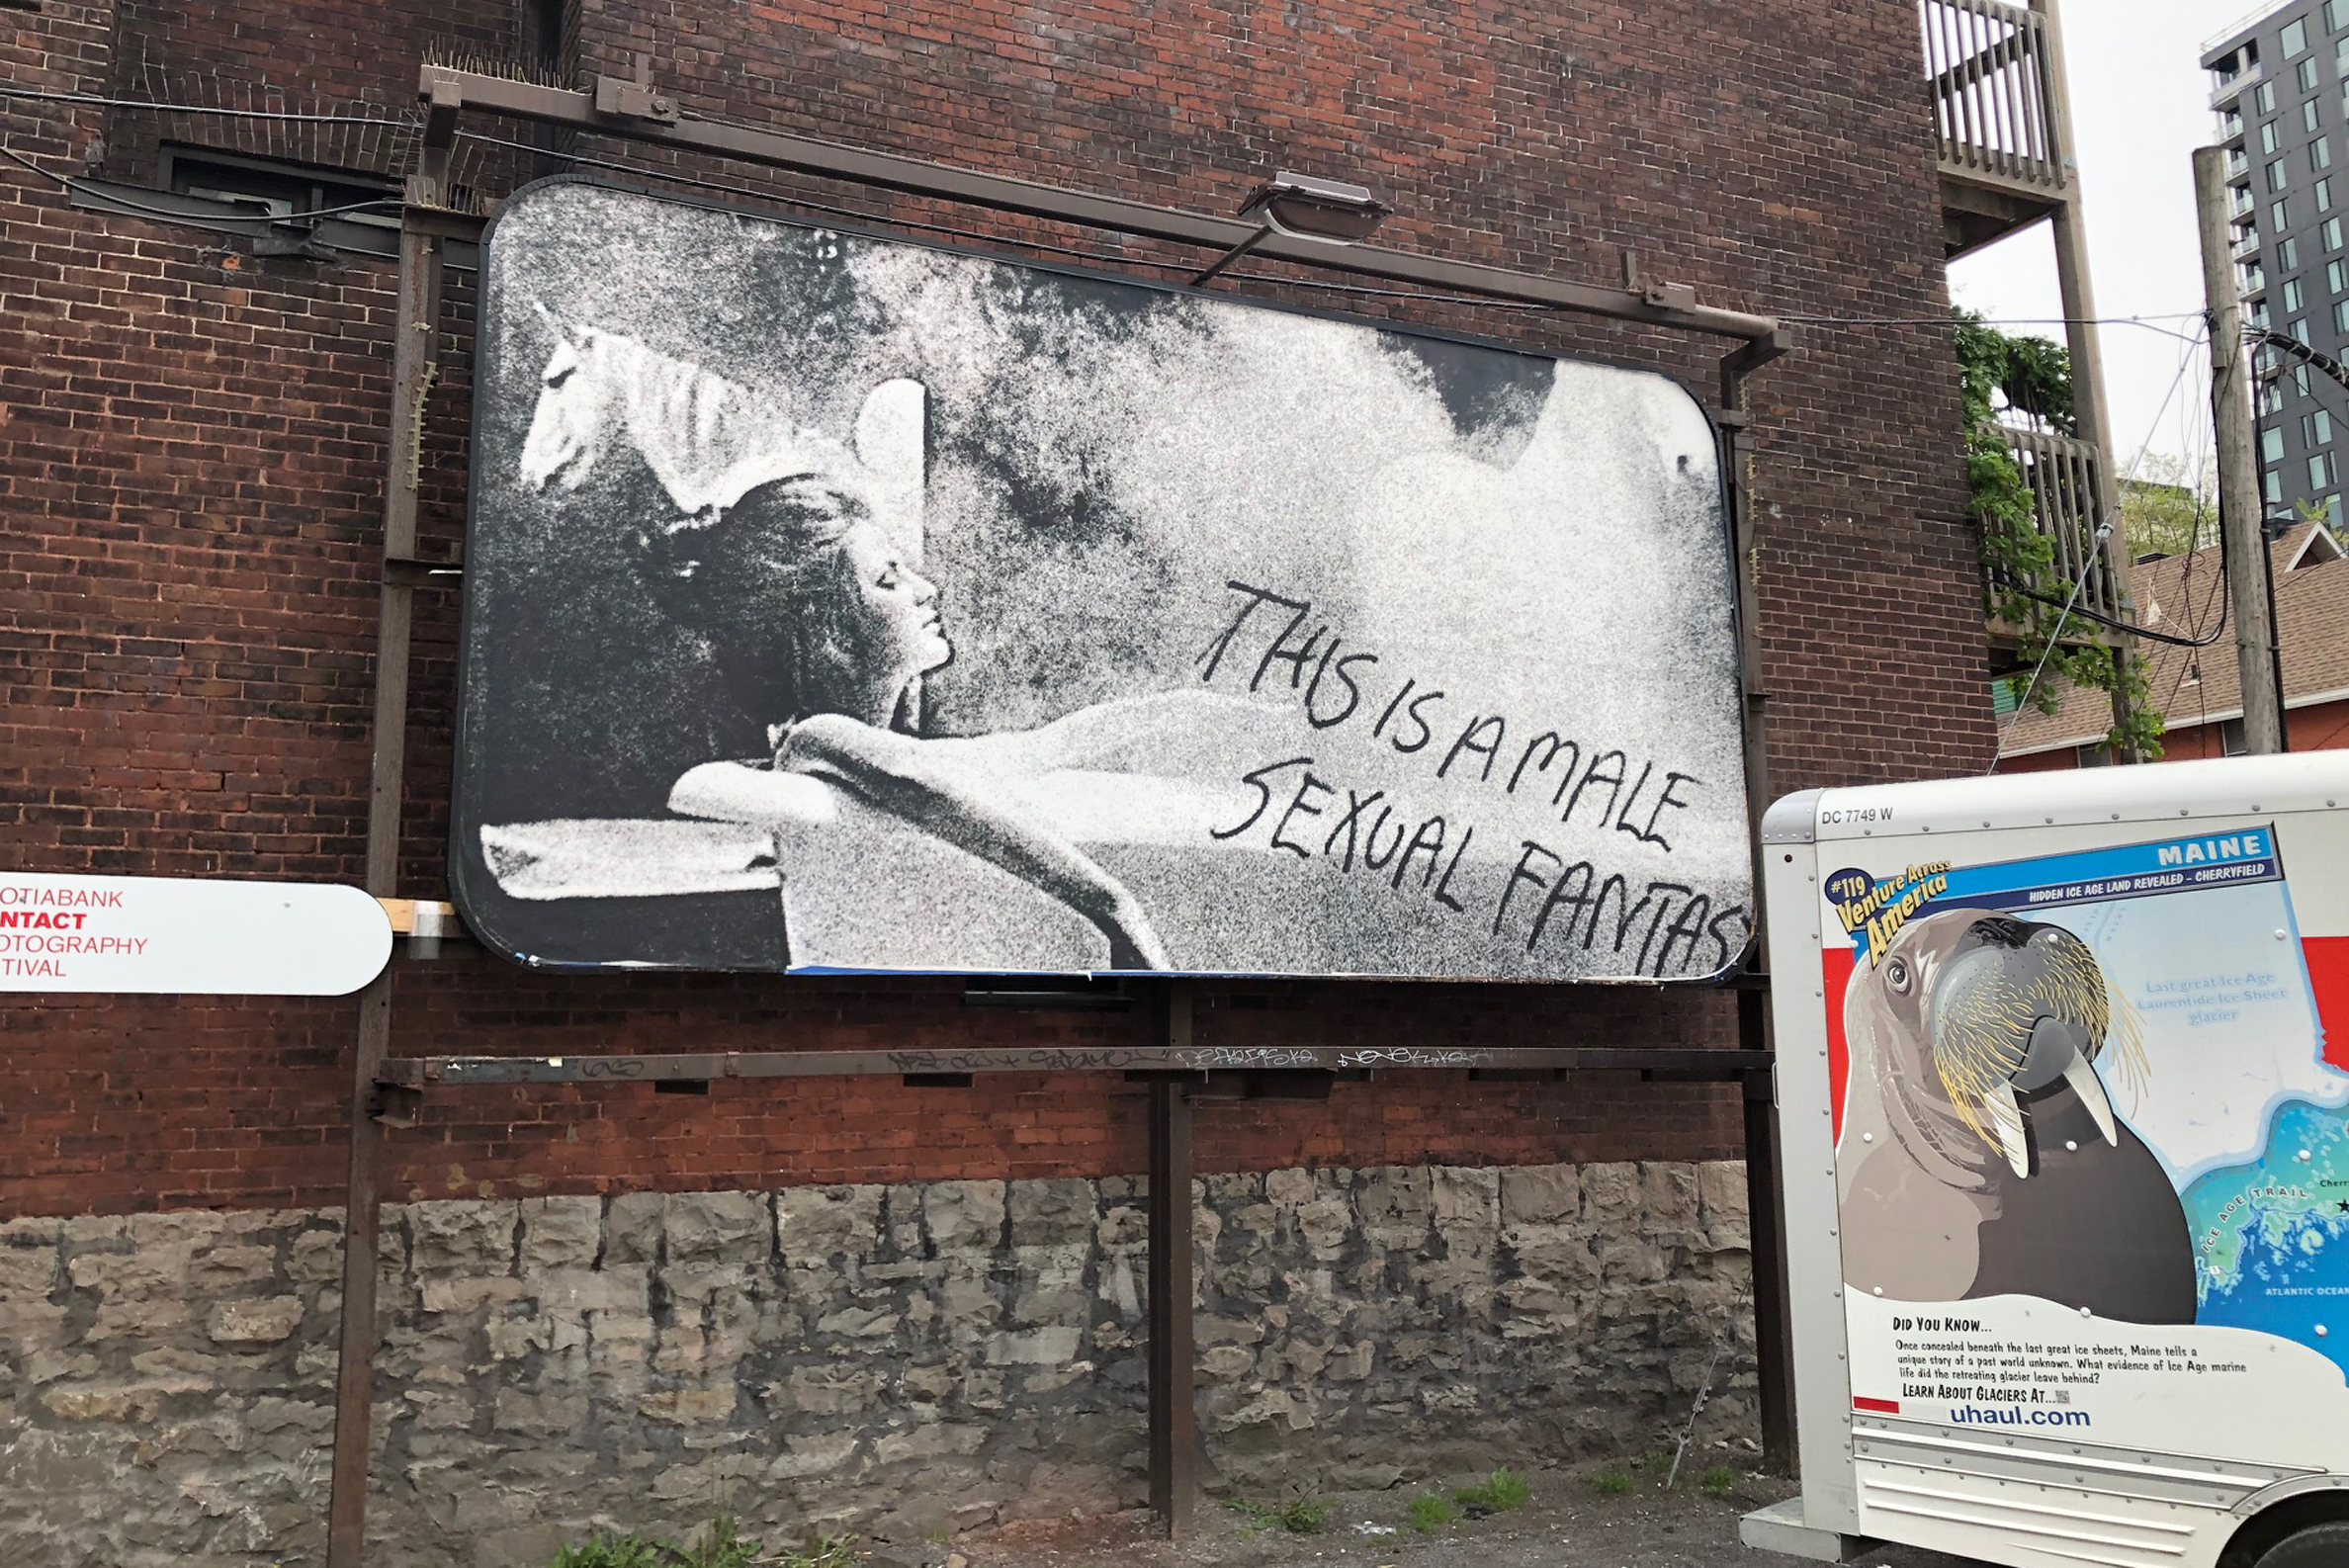 THIS IS A MALE
SEXUAL FANTAS
OTIABANK
NTACT
OTOGRAPHY
TIVAL
DC 7749 W
#119
Venture Across
America
MAINE
HIDDEN ICE AGE LAND REVEALED - CHERRYFIELD
Last great Ice Age
Laurentide Ice Sheet
glacier
Cherr
ICE AGE TRAIL
ATLANTIC OCEAN
DID YOU KNOW...
Once concealed beneath the last great ice sheets, Maine tells a
unique story of a past world unknown. What evidence of Ice Age marine
life did the retreating glacier leave behind?
LEARN ABOUT GLACIERS AT...
uhaul.com